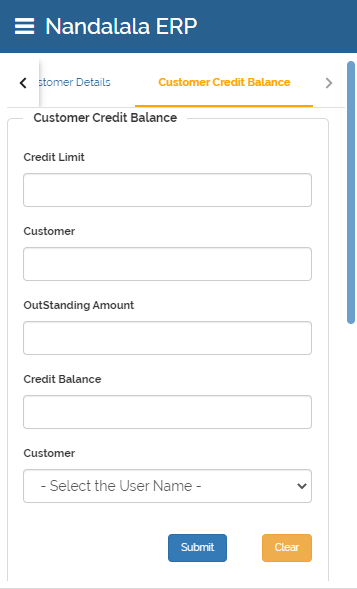 Nandalala ERP
stomer Details Customer Credit Balance
Customer Credit Balance
Credit Limit
Customer
OutStanding Amount
Credit Balance
Customer
- Select the User Name -
Submit Clear